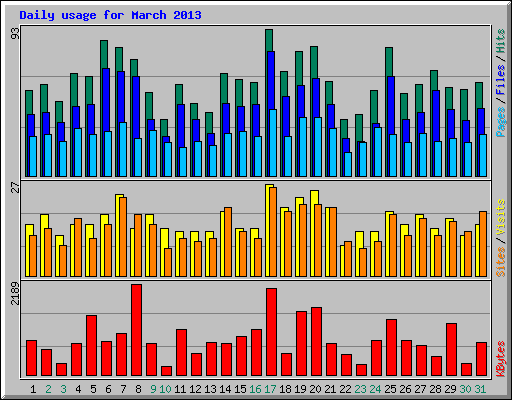 Daily usage for March 2013
93
27
2189
Pages / Files / Hits
Sites / Visits
KBytes
1 2 3 4 5 6 7 8 9 10 11 12 13 14 15 16 17 18 19 20 21 22 23 24 25 26 27 28 29 30 31